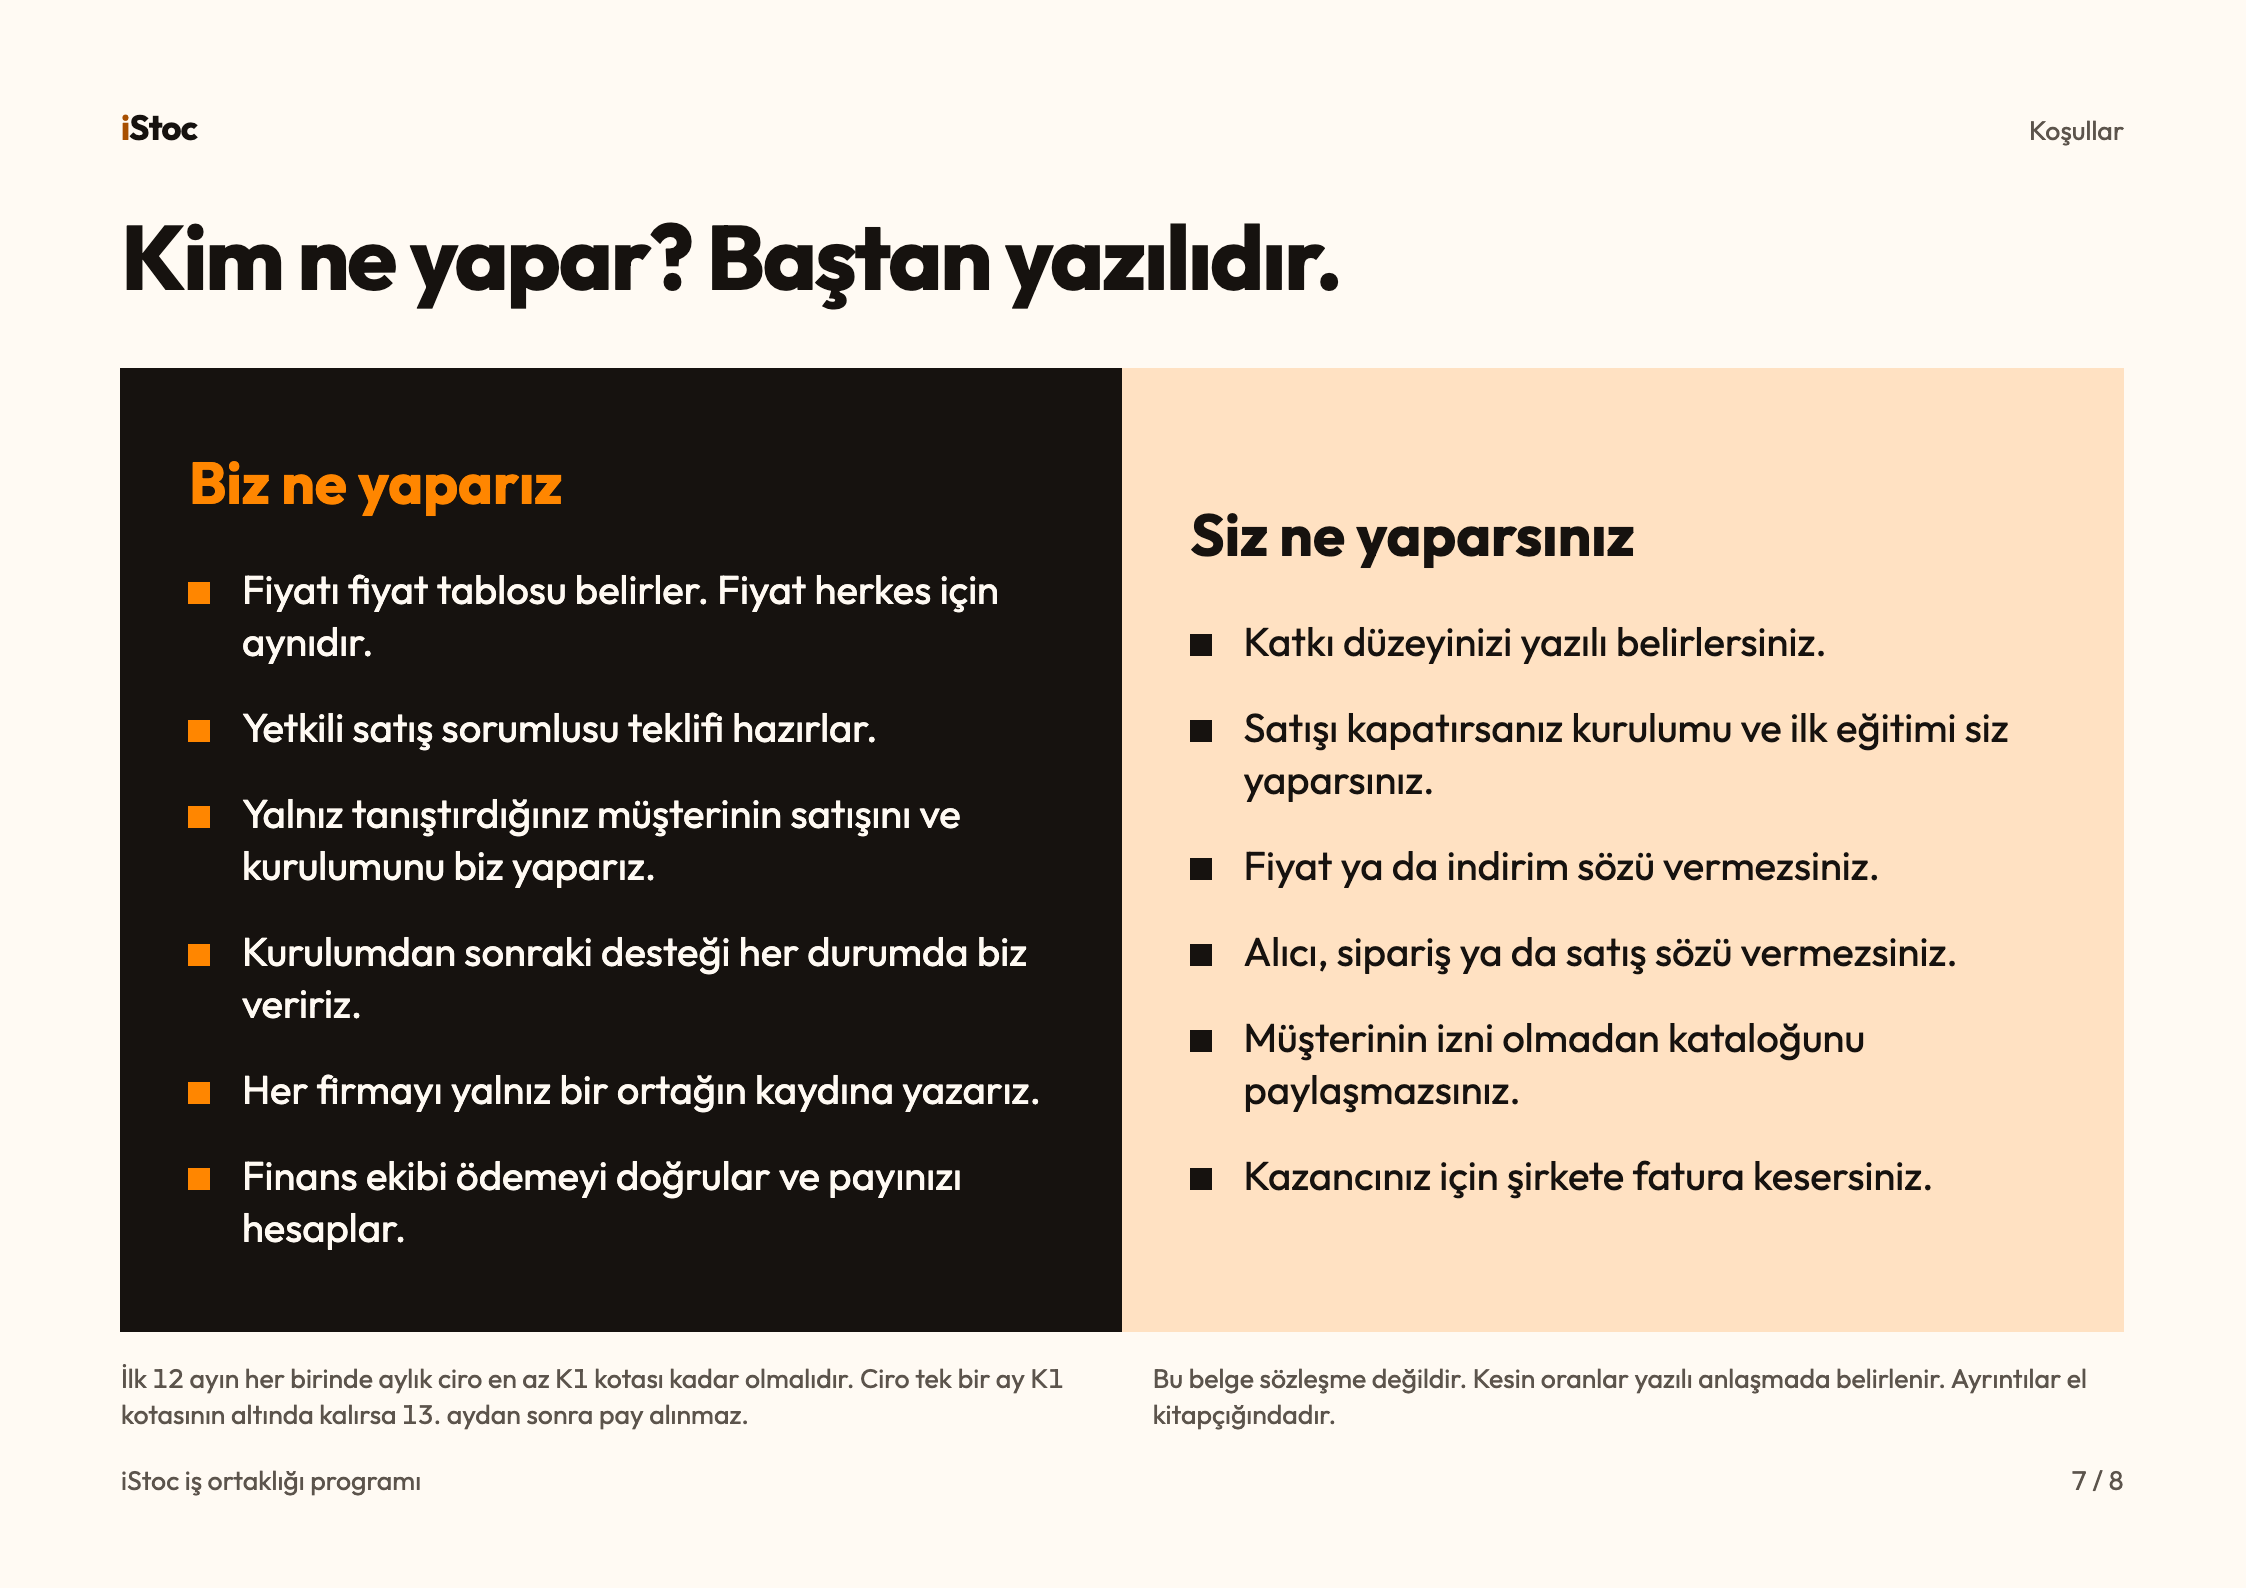 iStoc
Koşullar
Kim ne yapar? Baştan yazılıdır.
Biz ne yaparız
Fiyatı fiyat tablosu belirler. Fiyat herkes için
aynıdır.
Yetkili satış sorumlusu teklifi hazırlar.
Yalnız tanıştırdığınız müşterinin satışını ve
kurulumunu biz yaparız.
Kurulumdan sonraki desteği her durumda biz
veririz.
Her firmayı yalnız bir ortağın kaydına yazarız.
Finans ekibi ödemeyi doğrular ve payınızı
hesaplar.
Siz ne yaparsınız
Katkı düzeyinizi yazılı belirlersiniz.
Satışı kapatırsanız kurulumu ve ilk eğitimi siz
yaparsınız.
Fiyat ya da indirim sözü vermezsiniz.
Alıcı, sipariş ya da satış sözü vermezsiniz.
Müşterinin izni olmadan kataloğunu
paylaşmazsınız.
Kazancınız için şirkete fatura kesersiniz.
İlk 12 ayın her birinde aylık ciro en az K1 kotası kadar olmalıdır. Ciro tek bir ay K1
kotasının altında kalırsa 13. aydan sonra pay alınmaz.
Bu belge sözleşme değildir. Kesin oranlar yazılı anlaşmada belirlenir. Ayrıntılar el
kitapçığındadır.
iStoc iş ortaklığı programı
7 / 8